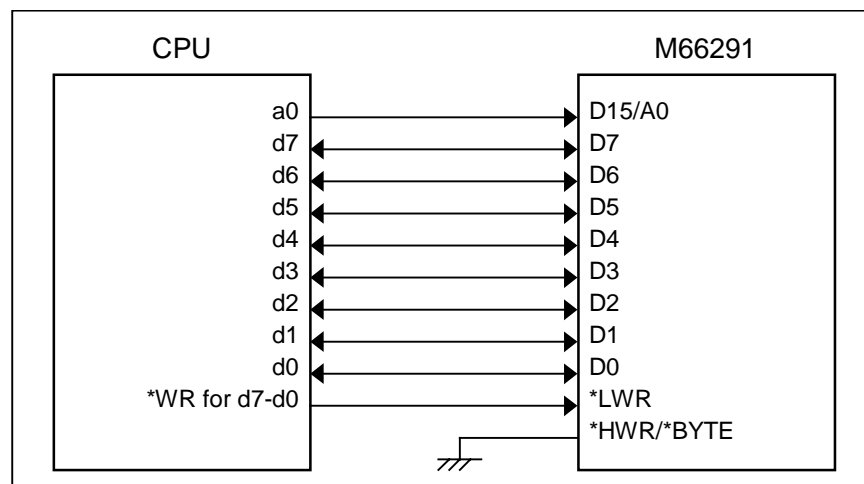 CPU M66291
a0 D15/A0
d7 D7
d6 D6
d5 D5
d4 D4
d3 D3
d2 D2
d1 D1
d0 D0
*WR for d7-d0 *LWR
*HWR/*BYTE